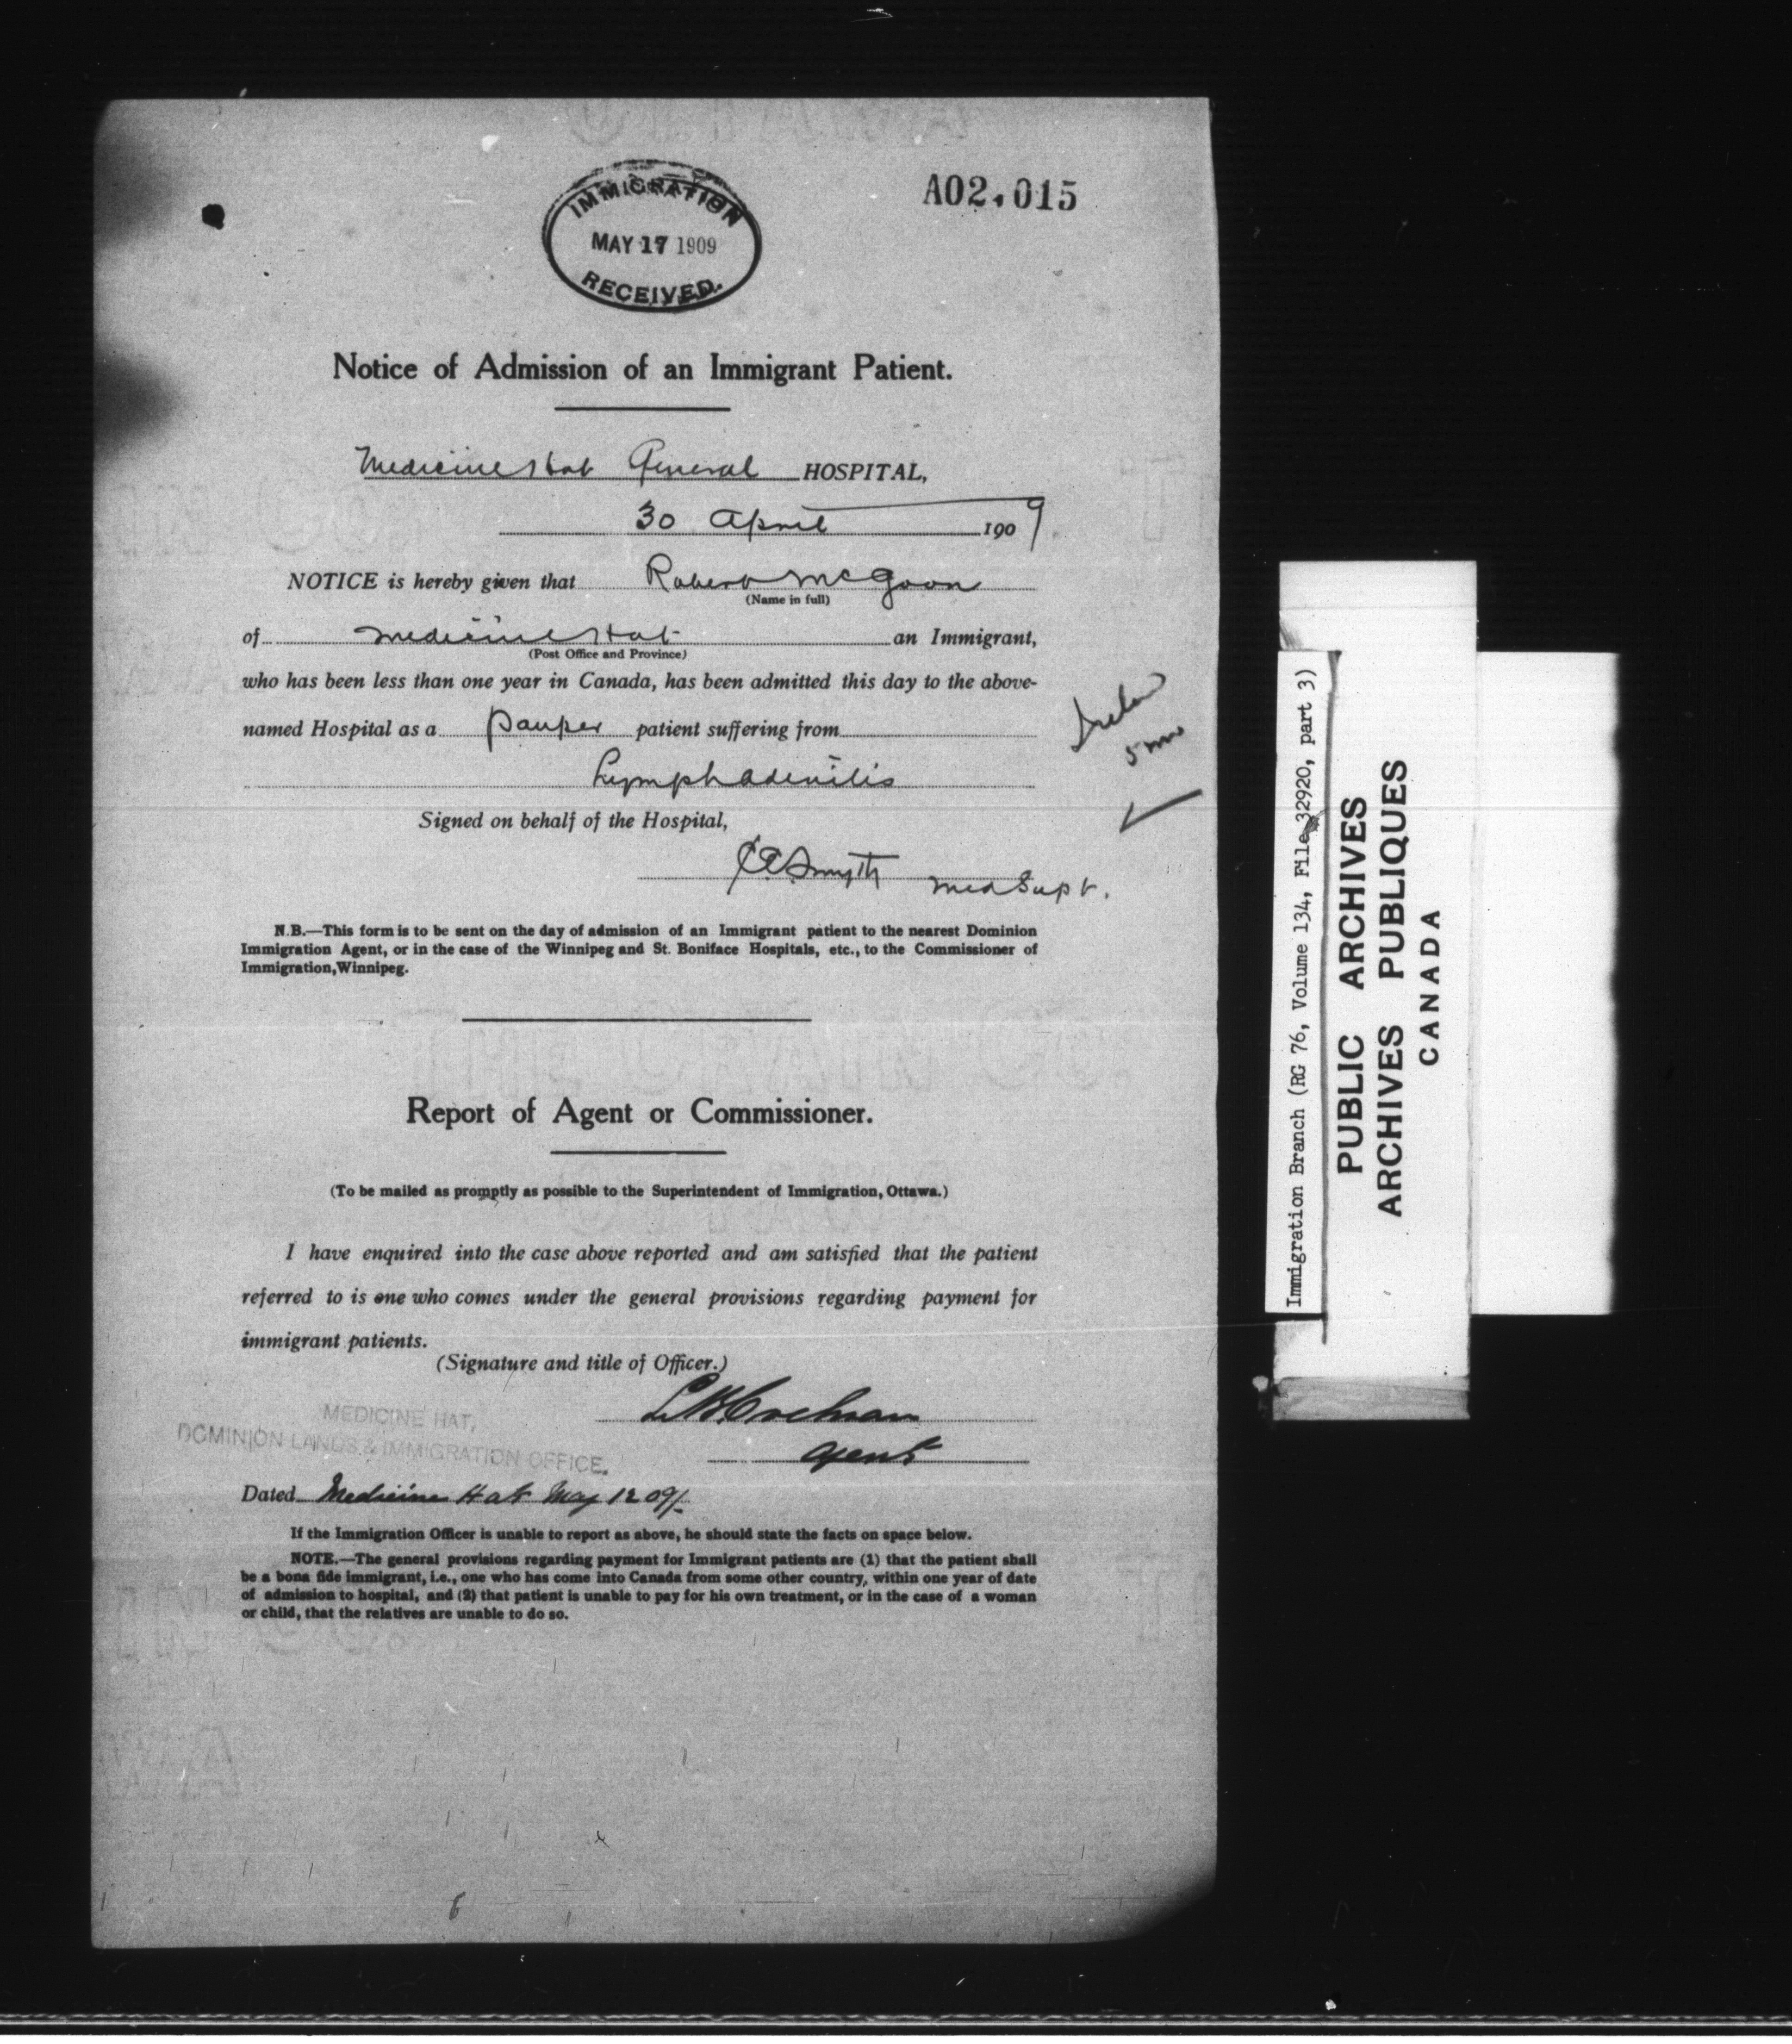 A02.015
IMMIGRATION
MAY 17 1909
RECEIVED.
Notice of Admission of an Immigrant Patient.
Medicine Hat General HOSPITAL,
30 April 1909
NOTICE is hereby given that Robert McGoon
(Name in full)
of Medicine Hat an Immigrant,
(Post Office and Province)
who has been less than one year in Canada, has been admitted this day to the above-
named Hospital as a pauper patient suffering from
Lymphadenitis
Signed on behalf of the Hospital,
Smyth Med Supt.
N.B.—This form is to be sent on the day of admission of an Immigrant patient to the nearest Dominion
Immigration Agent, or in the case of the Winnipeg and St. Boniface Hospitals, etc., to the Commissioner of
Immigration, Winnipeg.
Report of Agent or Commissioner.
(To be mailed as promptly as possible to the Superintendent of Immigration, Ottawa.)
I have enquired into the case above reported and am satisfied that the patient
referred to is one who comes under the general provisions regarding payment for
immigrant patients.
(Signature and title of Officer.)
MEDICINE HAT,
DOMINION LANDS & IMMIGRATION OFFICE.
Agent
Dated Medicine Hat May 12 09/-
If the Immigration Officer is unable to report as above, he should state the facts on space below.
NOTE.—The general provisions regarding payment for Immigrant patients are (1) that the patient shall
be a bona fide immigrant, i.e., one who has come into Canada from some other country, within one year of date
of admission to hospital, and (2) that patient is unable to pay for his own treatment, or in the case of a woman
or child, that the relatives are unable to do so.
Immigration Branch (RG 76, Volume 134, File 32920, part 3)
PUBLIC ARCHIVES
ARCHIVES PUBLIQUES
CANADA